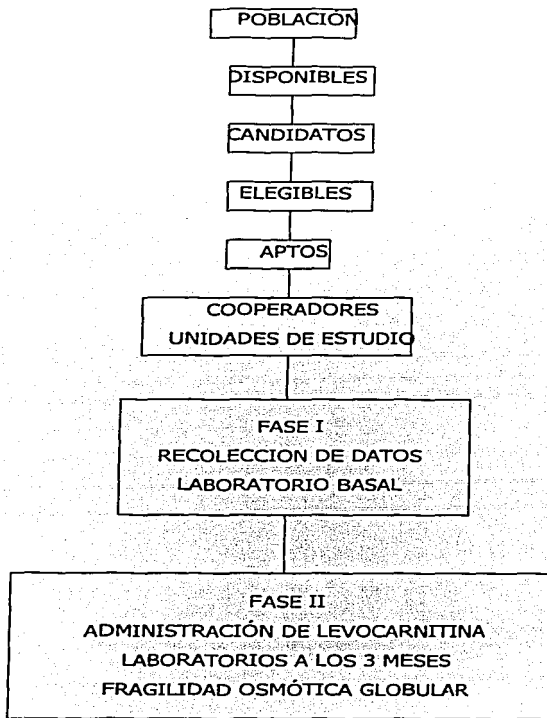 POBLACIÓN
DISPONIBLES
CANDIDATOS
ELEGIBLES
APTOS
COOPERADORES
UNIDADES DE ESTUDIO
FASE I
RECOLECCION DE DATOS
LABORATORIO BASAL
FASE II
ADMINISTRACIÓN DE LEVOCARNITINA
LABORATORIOS A LOS 3 MESES
FRAGILIDAD OSMÓTICA GLOBULAR